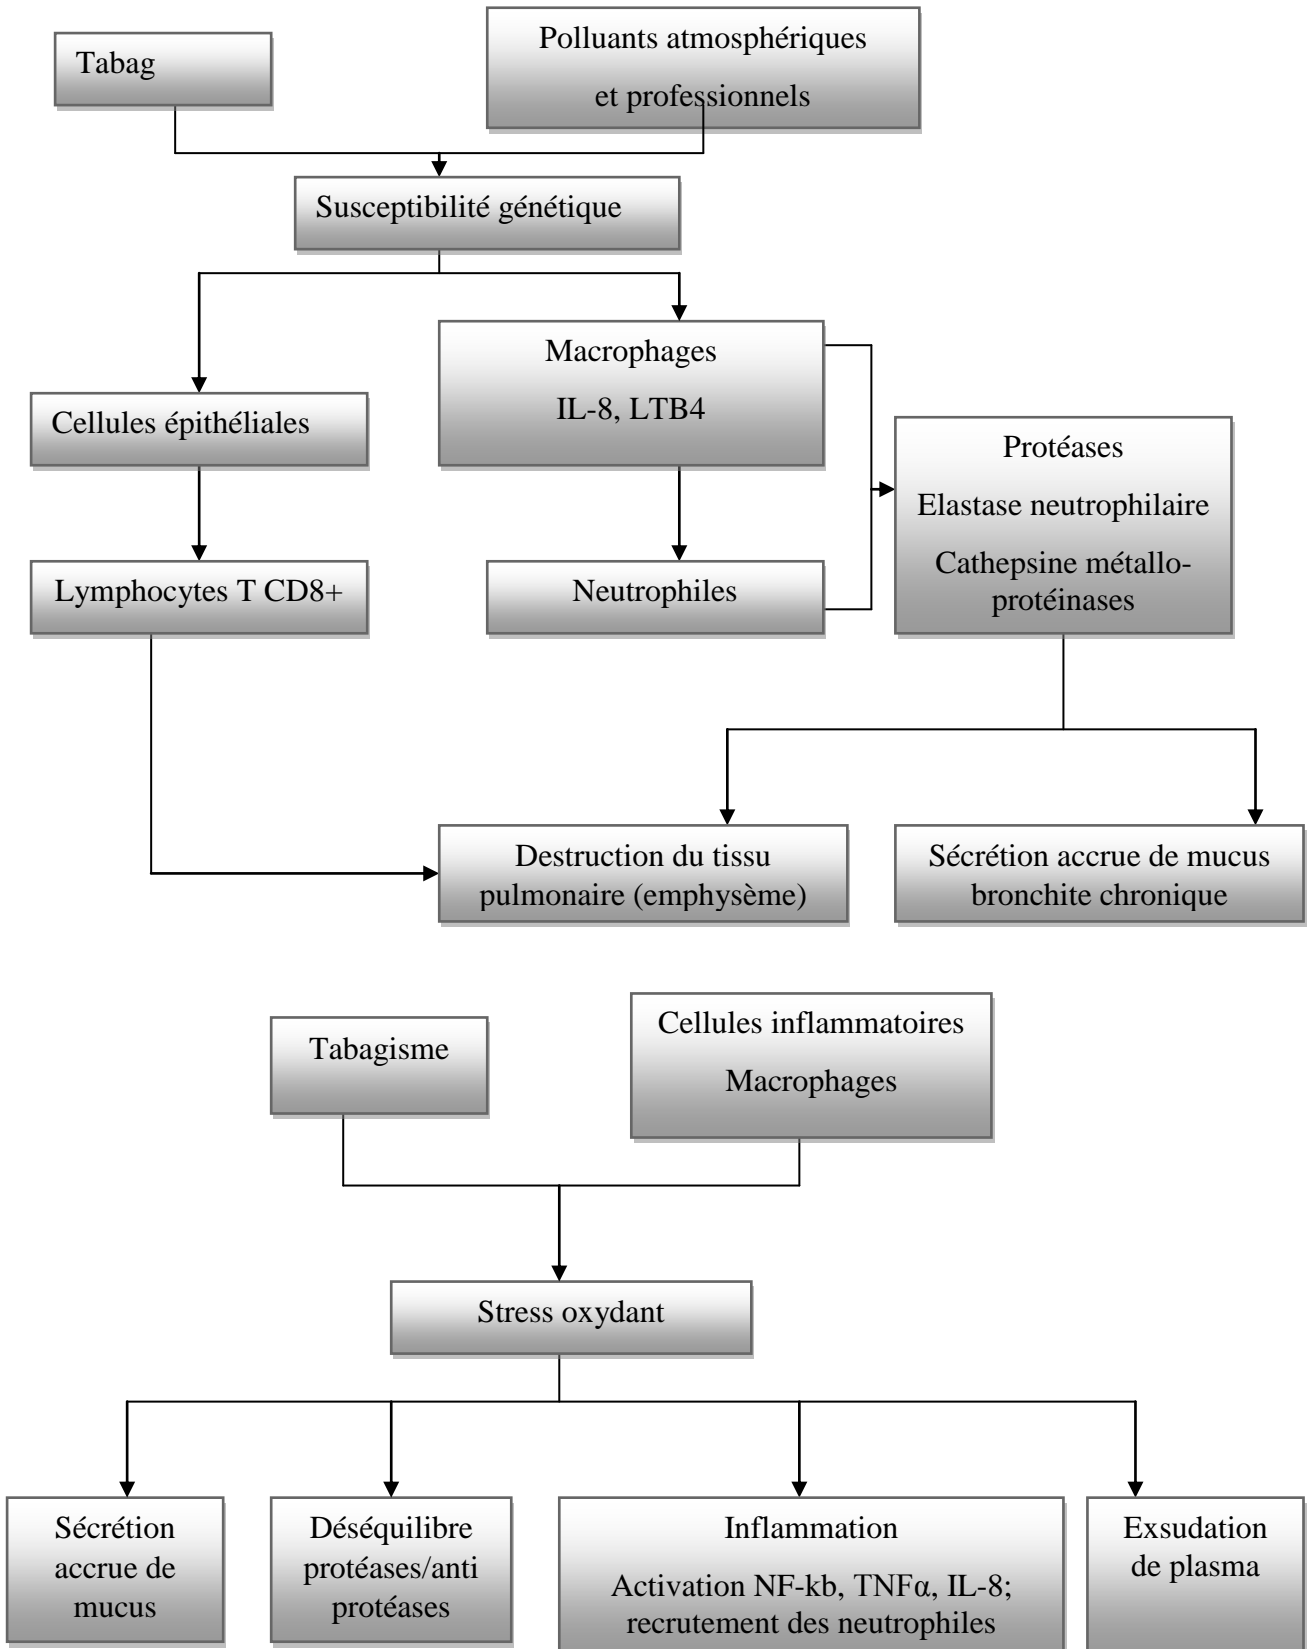 Tabag
Polluants atmosphériques
et professionnels
Susceptibilité génétique
Macrophages
IL-8, LTB4
Cellules épithéliales
Protéases
Elastase neutrophilaire
Cathepsine métallo-
protéinases
Lymphocytes T CD8+
Neutrophiles
Destruction du tissu
pulmonaire (emphysème)
Sécrétion accrue de mucus
bronchite chronique
Tabagisme
Cellules inflammatoires
Macrophages
Stress oxydant
Sécrétion
accrue de
mucus
Déséquilibre
protéases/anti
protéases
Inflammation
Activation NF-kb, TNFα, IL-8;
recrutement des neutrophiles
Exsudation
de plasma